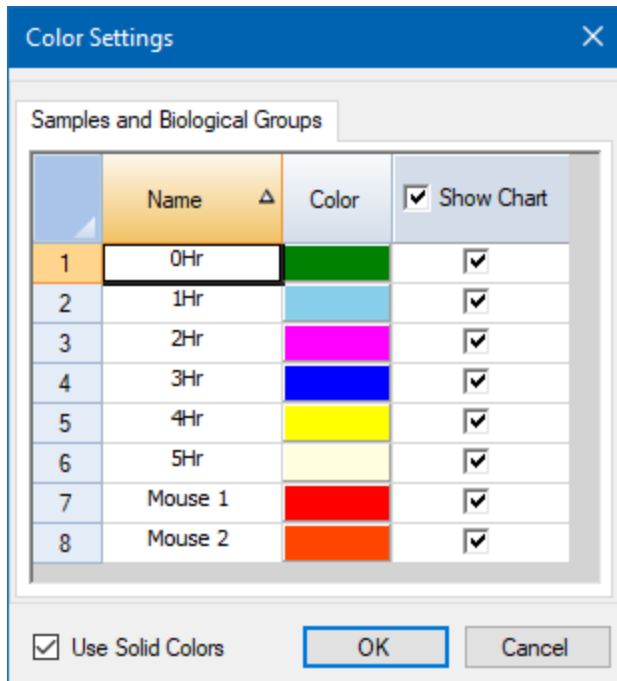 Color Settings
Samples and Biological Groups
Name Color Show Chart
1 0Hr
2 1Hr
3 2Hr
4 3Hr
5 4Hr
6 5Hr
7 Mouse 1
8 Mouse 2
Use Solid Colors OK Cancel